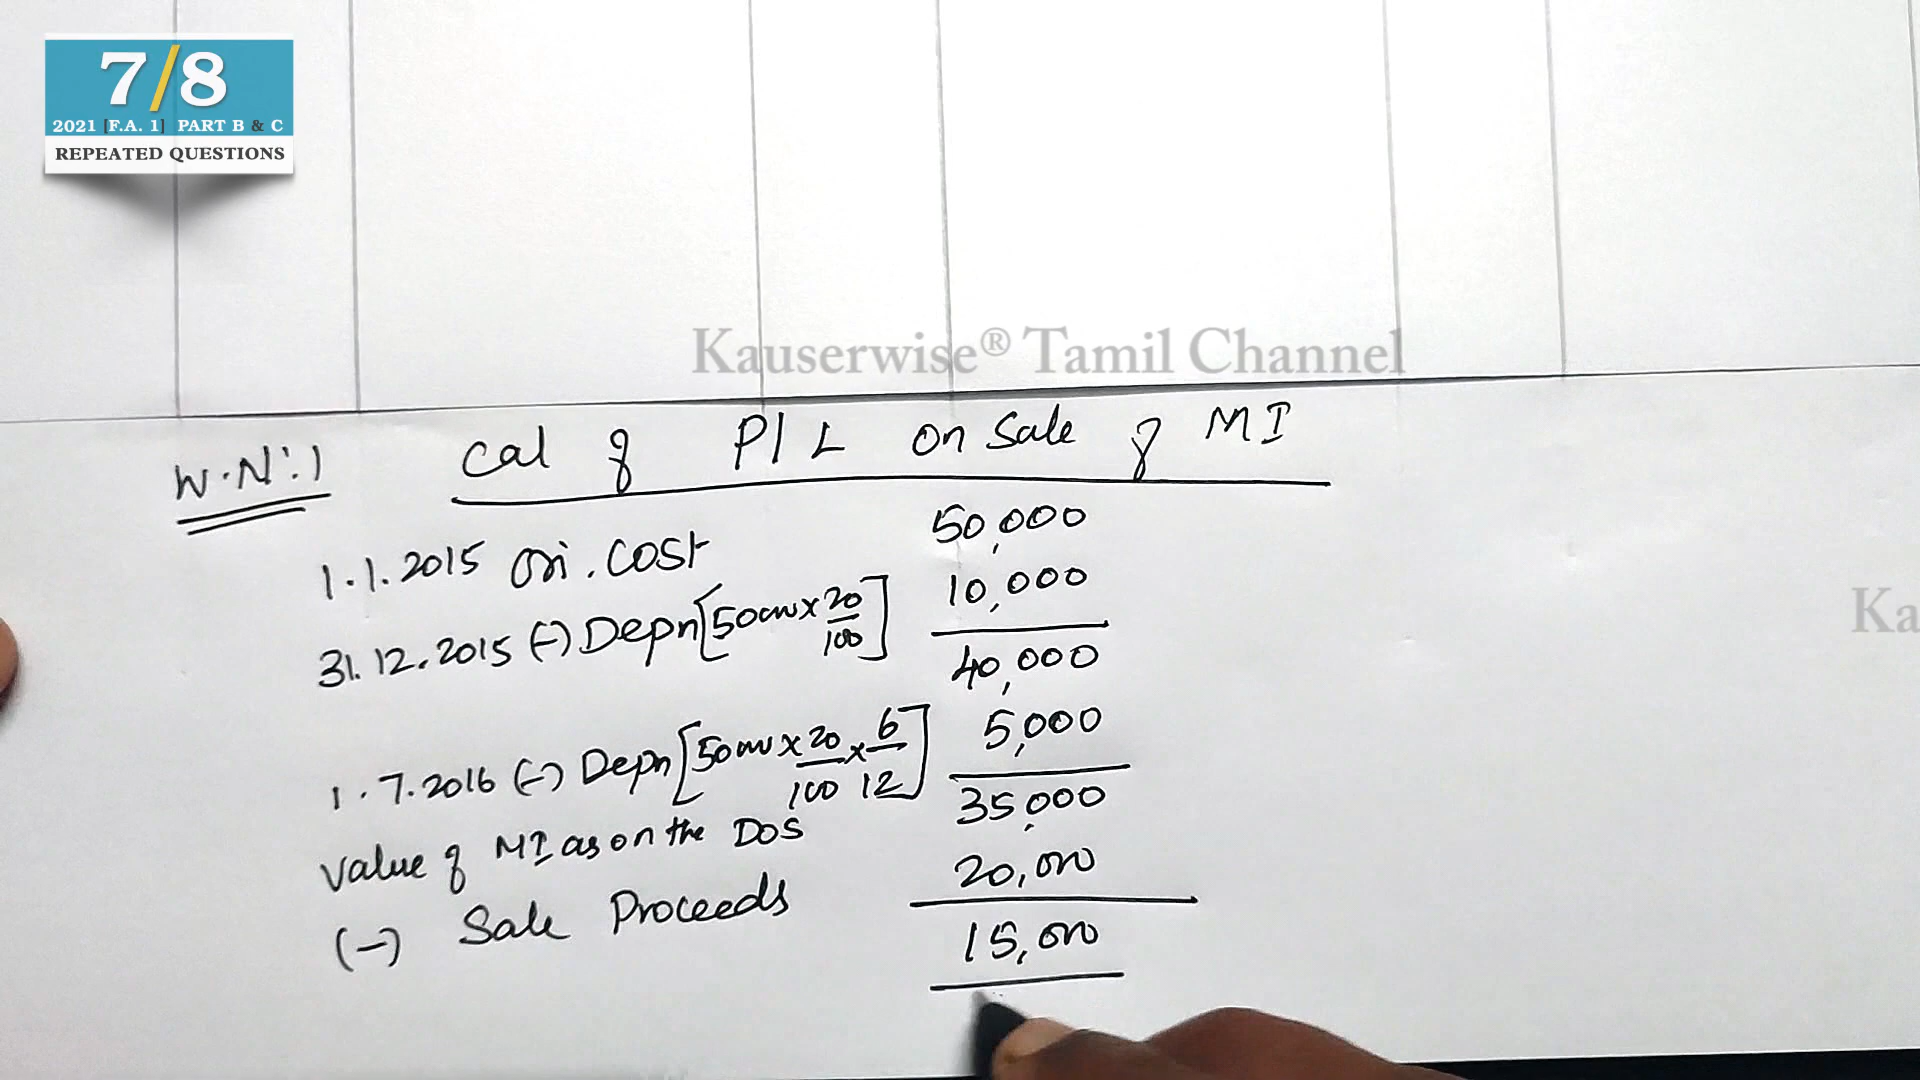 7/8
2021 [F.A. 1] PART B & C
REPEATED QUESTIONS
Kauserwise® Tamil Channel
W.N:1 Cal of P/L on Sale of MI
1.1.2015 Ori. Cost 50,000
31.12.2015 (-) Depn [50000 x 20/100] 10,000
40,000
1.7.2016 (-) Depn [50000 x 20/100 x 6/12] 5,000
Value of MI as on the DOS 35,000
(-) Sale Proceeds 20,000
15,000
Ka